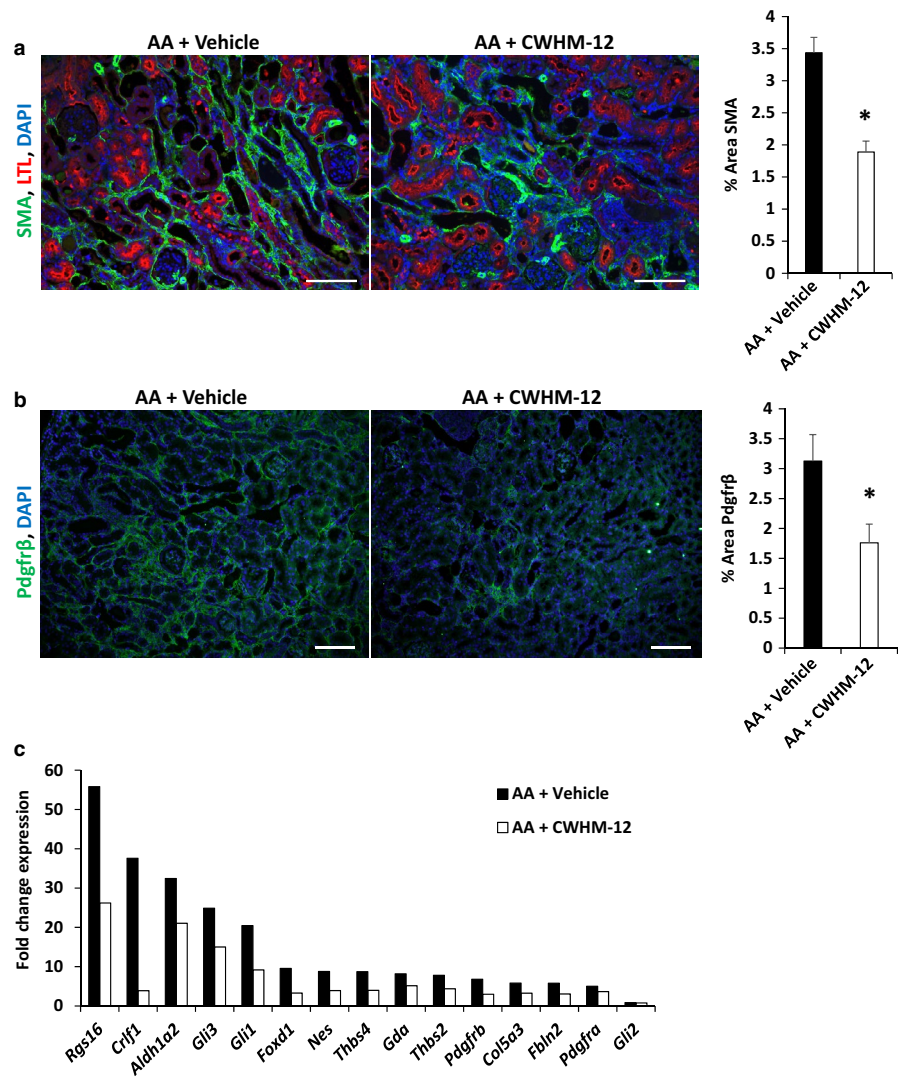 a
AA + Vehicle
AA + CWHM-12
SMA, LTL, DAPI
% Area SMA
4
3.5
3
2.5
2
1.5
1
0.5
0
*
AA + Vehicle
AA + CWHM-12
b
AA + Vehicle
AA + CWHM-12
Pdgfrβ, DAPI
% Area Pdgfrβ
4
3.5
3
2.5
2
1.5
1
0.5
0
*
AA + Vehicle
AA + CWHM-12
c
Fold change expression
60
50
40
30
20
10
0
AA + Vehicle
AA + CWHM-12
Rgs16
Crlf1
Aldh1a2
Gli3
Gli1
Foxd1
Nes
Thbs4
Gda
Thbs2
Pdgfrb
Col5a3
Fbln2
Pdgfra
Gli2